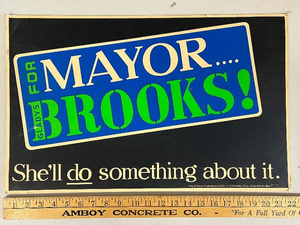 FOR MAYOR....
GLADYS BROOKS!
She'll do something about it.
AMBOY CONCRETE CO. - "For A Full Yard Of